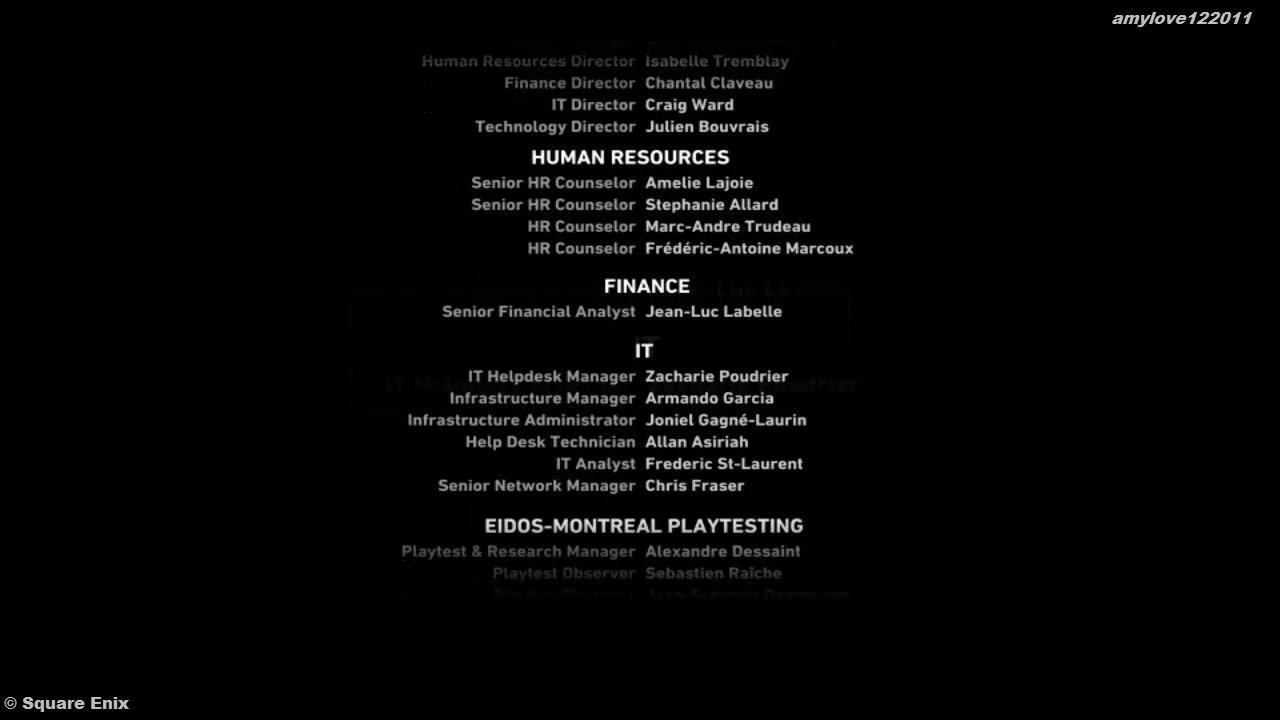 amylove122011
Human Resources Director Isabelle Tremblay
Finance Director Chantal Claveau
IT Director Craig Ward
Technology Director Julien Bouvrais
HUMAN RESOURCES
Senior HR Counselor Amelie Lajoie
Senior HR Counselor Stephanie Allard
HR Counselor Marc-Andre Trudeau
HR Counselor Frédéric-Antoine Marcoux
FINANCE
Senior Financial Analyst Jean-Luc Labelle
IT
IT Helpdesk Manager Zacharie Poudrier
Infrastructure Manager Armando Garcia
Infrastructure Administrator Joniel Gagné-Laurin
Help Desk Technician Allan Asiriah
IT Analyst Frederic St-Laurent
Senior Network Manager Chris Fraser
EIDOS-MONTREAL PLAYTESTING
Playtest & Research Manager Alexandre Dessaint
Playtest Observer Sebastien Raîche
© Square Enix